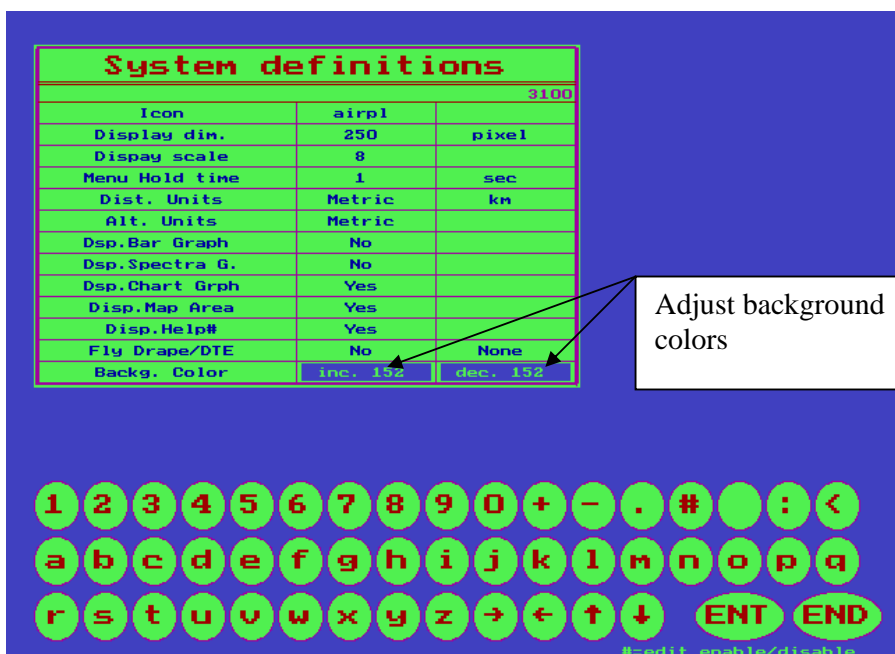 System definitions
3100
Icon airpl
Display dim. 250 pixel
Dispay scale 8
Menu Hold time 1 sec
Dist. Units Metric km
Alt. Units Metric
Dsp.Bar Graph No
Dsp.Spectra G. No
Dsp.Chart Grph Yes
Disp.Map Area Yes
Disp.Help# Yes
Fly Drape/DTE No None
Backg. Color inc. 152 dec. 152
Adjust background
colors
1 2 3 4 5 6 7 8 9 0 + - . # : <
a b c d e f g h i j k l m n o p q
r s t u v w x y z → ← ↑ ↓ ENT END
#=edit enable/disable